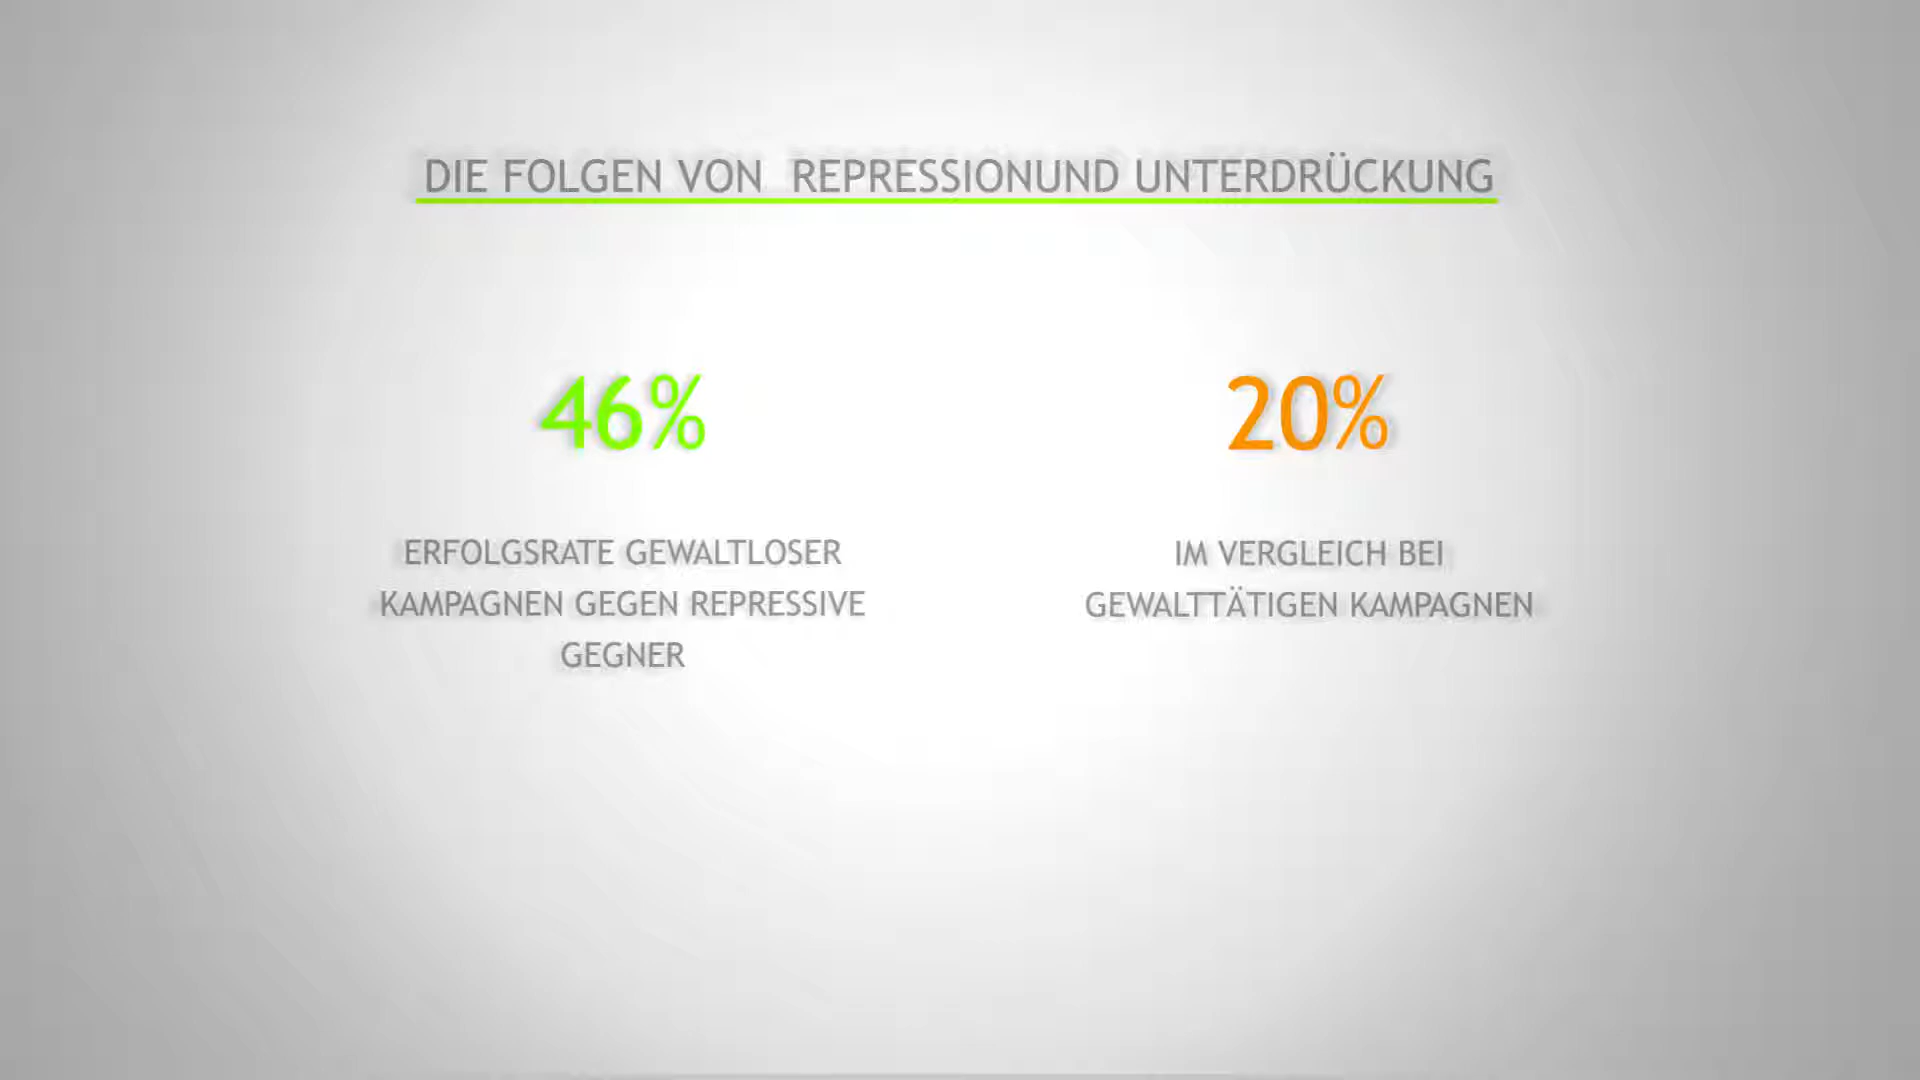 DIE FOLGEN VON  REPRESSIONUND UNTERDRÜCKUNG
46%
ERFOLGSRATE GEWALTLOSER
KAMPAGNEN GEGEN REPRESSIVE
GEGNER
20%
IM VERGLEICH BEI
GEWALTTÄTIGEN KAMPAGNEN